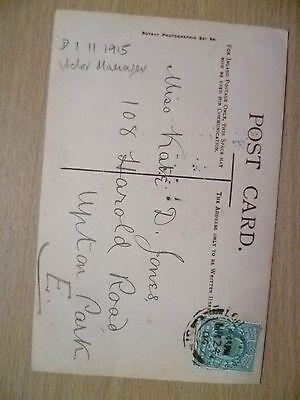 ROTARY PHOTOGRAPHIC SERIES
D 1 11 1915
Actor Manager
POST CARD.
FOR INLAND POSTAGE ONLY, THIS SPACE MAY
NOW BE USED FOR COMMUNICATION.
THE ADDRESS ONLY TO BE WRITTEN HERE
Miss Katie D. Jones
108 Harold Road
Upton Park
E.